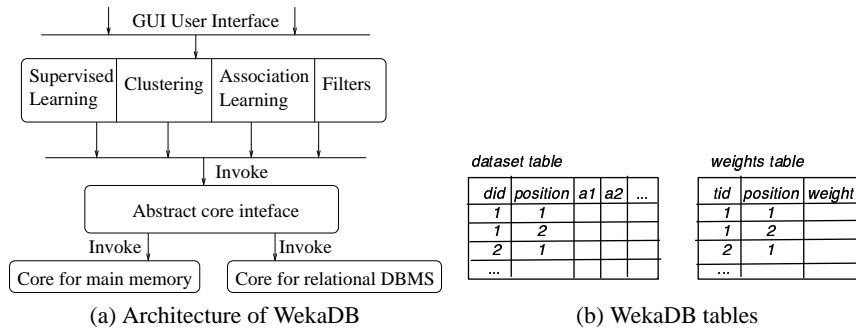 GUI User Interface
Supervised Learning
Clustering
Association Learning
Filters
Invoke
Abstract core inteface
Invoke Invoke
Core for main memory
Core for relational DBMS
(a) Architecture of WekaDB
dataset table
did position a1 a2 ...
1 1
1 2
2 1
...
weights table
tid position weight
1 1
1 2
2 1
...
(b) WekaDB tables